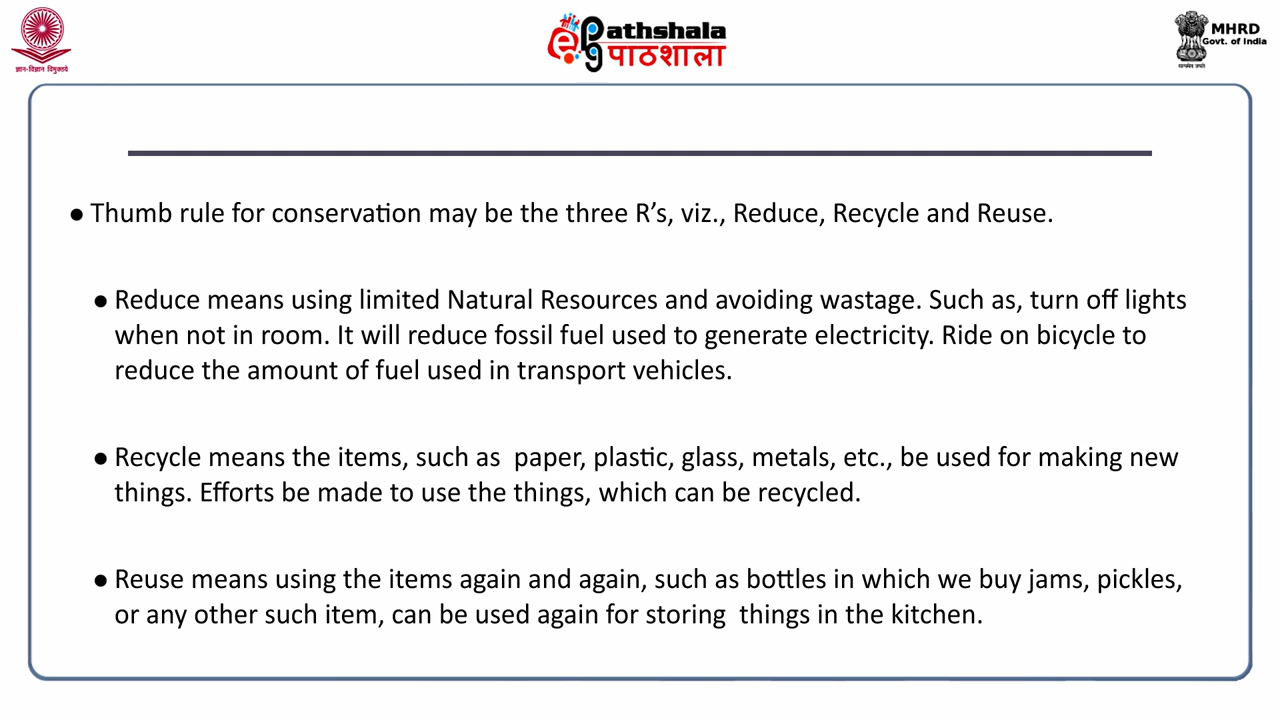 ज्ञान-विज्ञान विमुक्तये
ePG athshala
पाठशाला
MHRD
Govt. of India
सत्यमेव जयते
● Thumb rule for conservation may be the three R’s, viz., Reduce, Recycle and Reuse.
● Reduce means using limited Natural Resources and avoiding wastage. Such as, turn off lights
when not in room. It will reduce fossil fuel used to generate electricity. Ride on bicycle to
reduce the amount of fuel used in transport vehicles.
● Recycle means the items, such as  paper, plastic, glass, metals, etc., be used for making new
things. Efforts be made to use the things, which can be recycled.
● Reuse means using the items again and again, such as bottles in which we buy jams, pickles,
or any other such item, can be used again for storing  things in the kitchen.